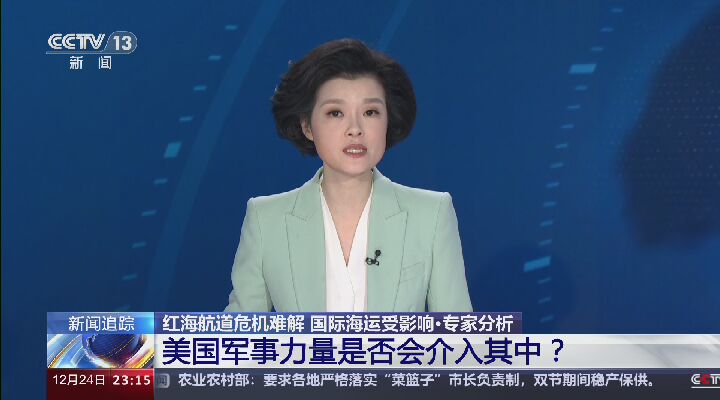 CCTV 13
新闻
新闻追踪
红海航道危机难解 国际海运受影响·专家分析
美国军事力量是否会介入其中？
12月24日 23:15
农业农村部：要求各地严格落实“菜篮子”市长负责制，双节期间稳产保供。